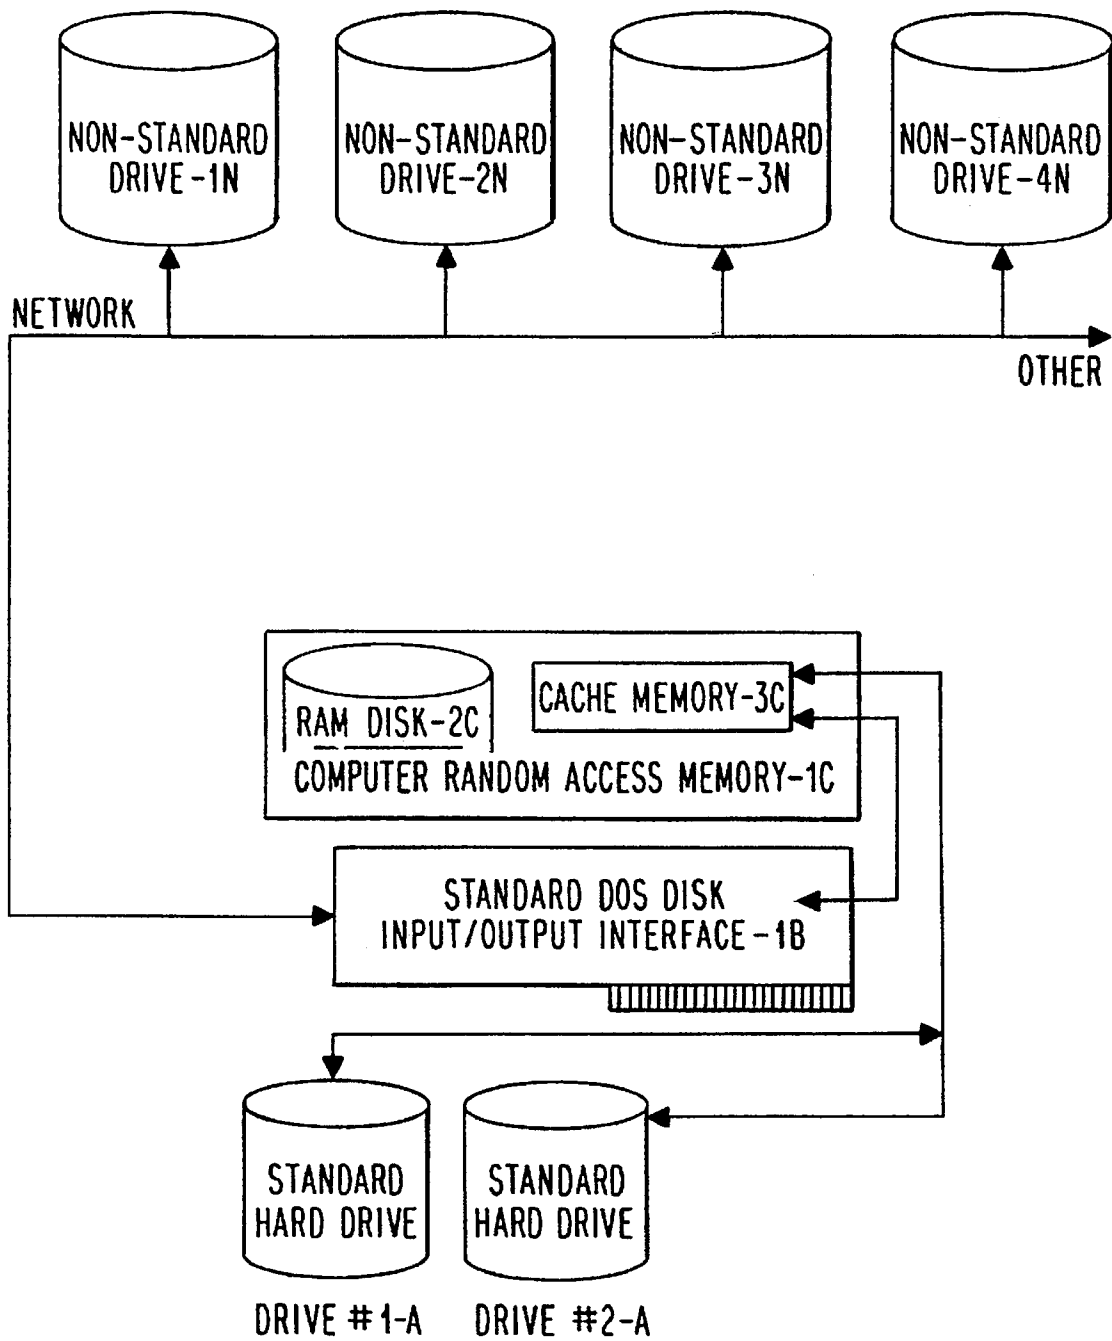 NON-STANDARD
DRIVE-1N
NON-STANDARD
DRIVE-2N
NON-STANDARD
DRIVE-3N
NON-STANDARD
DRIVE-4N
NETWORK
OTHER
RAM DISK-2C
CACHE MEMORY-3C
COMPUTER RANDOM ACCESS MEMORY-1C
STANDARD DOS DISK
INPUT/OUTPUT INTERFACE-1B
STANDARD
HARD DRIVE
STANDARD
HARD DRIVE
DRIVE #1-A
DRIVE #2-A